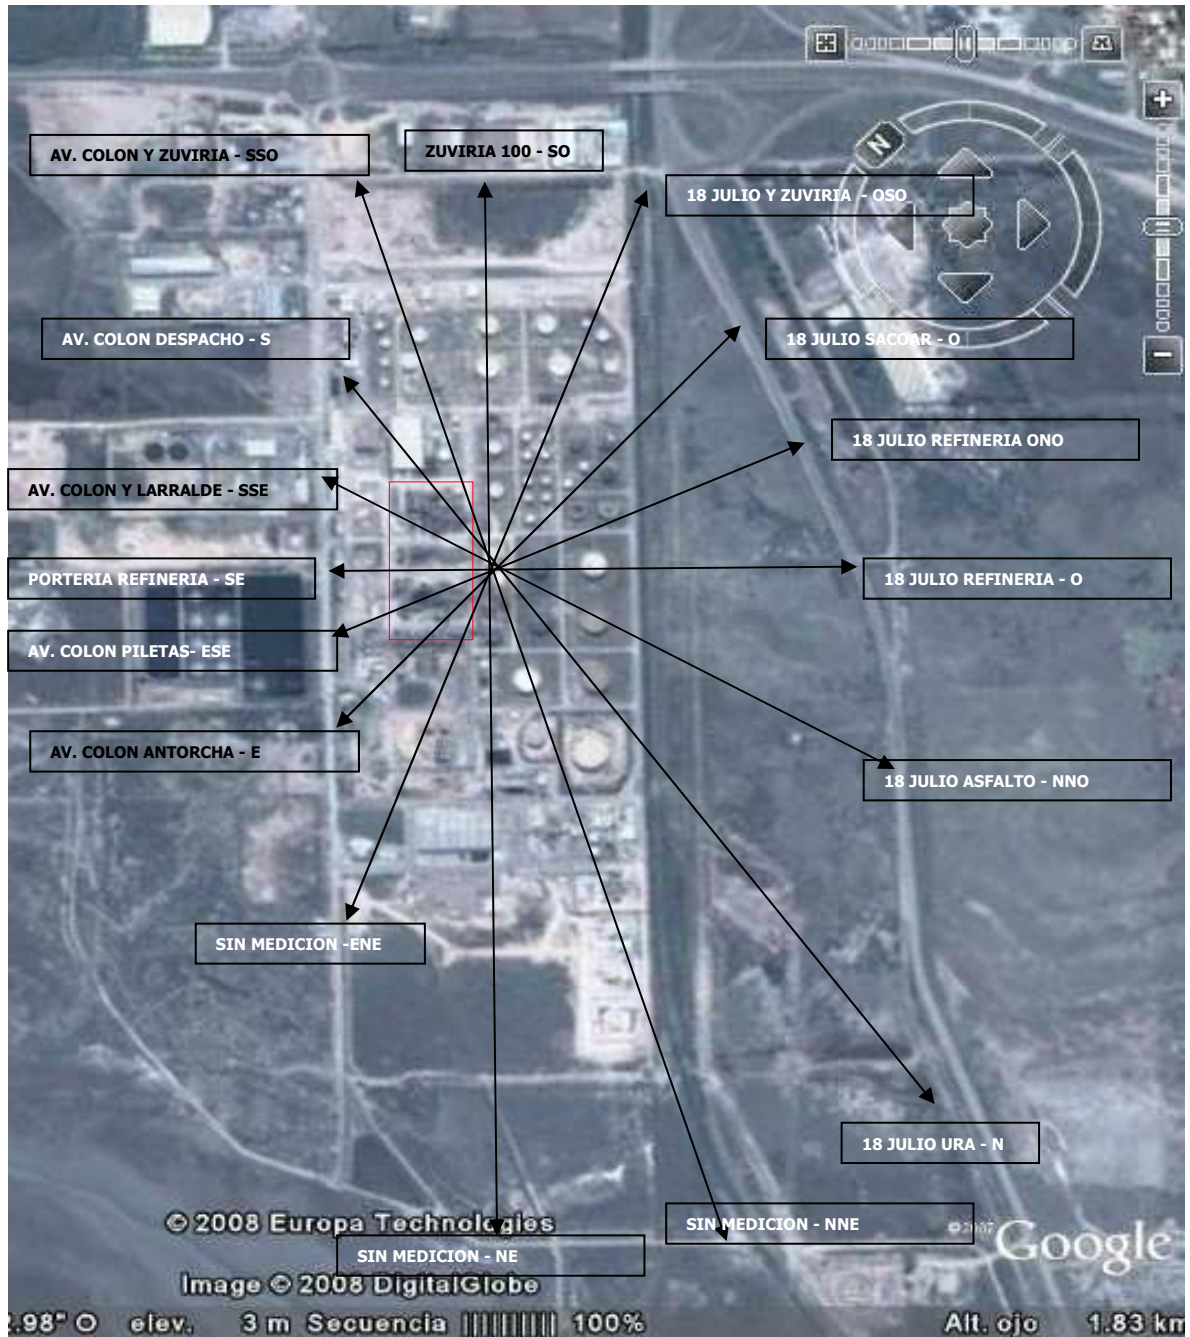 N
AV. COLON Y ZUVIRIA - SSO
ZUVIRIA 100 - SO
18 JULIO Y ZUVIRIA - OSO
AV. COLON DESPACHO - S
18 JULIO SACOAR - O
18 JULIO REFINERIA ONO
AV. COLON Y LARRALDE - SSE
PORTERIA REFINERIA - SE
18 JULIO REFINERIA - O
AV. COLON PILETAS- ESE
AV. COLON ANTORCHA - E
18 JULIO ASFALTO - NNO
SIN MEDICION -ENE
18 JULIO URA - N
© 2008 Europa Technologies
SIN MEDICION - NNE
©2007 Google
SIN MEDICION - NE
Image © 2008 DigitalGlobe
.98" O elev. 3 m Secuencia |||||||||| 100% Alt. ojo 1.83 km